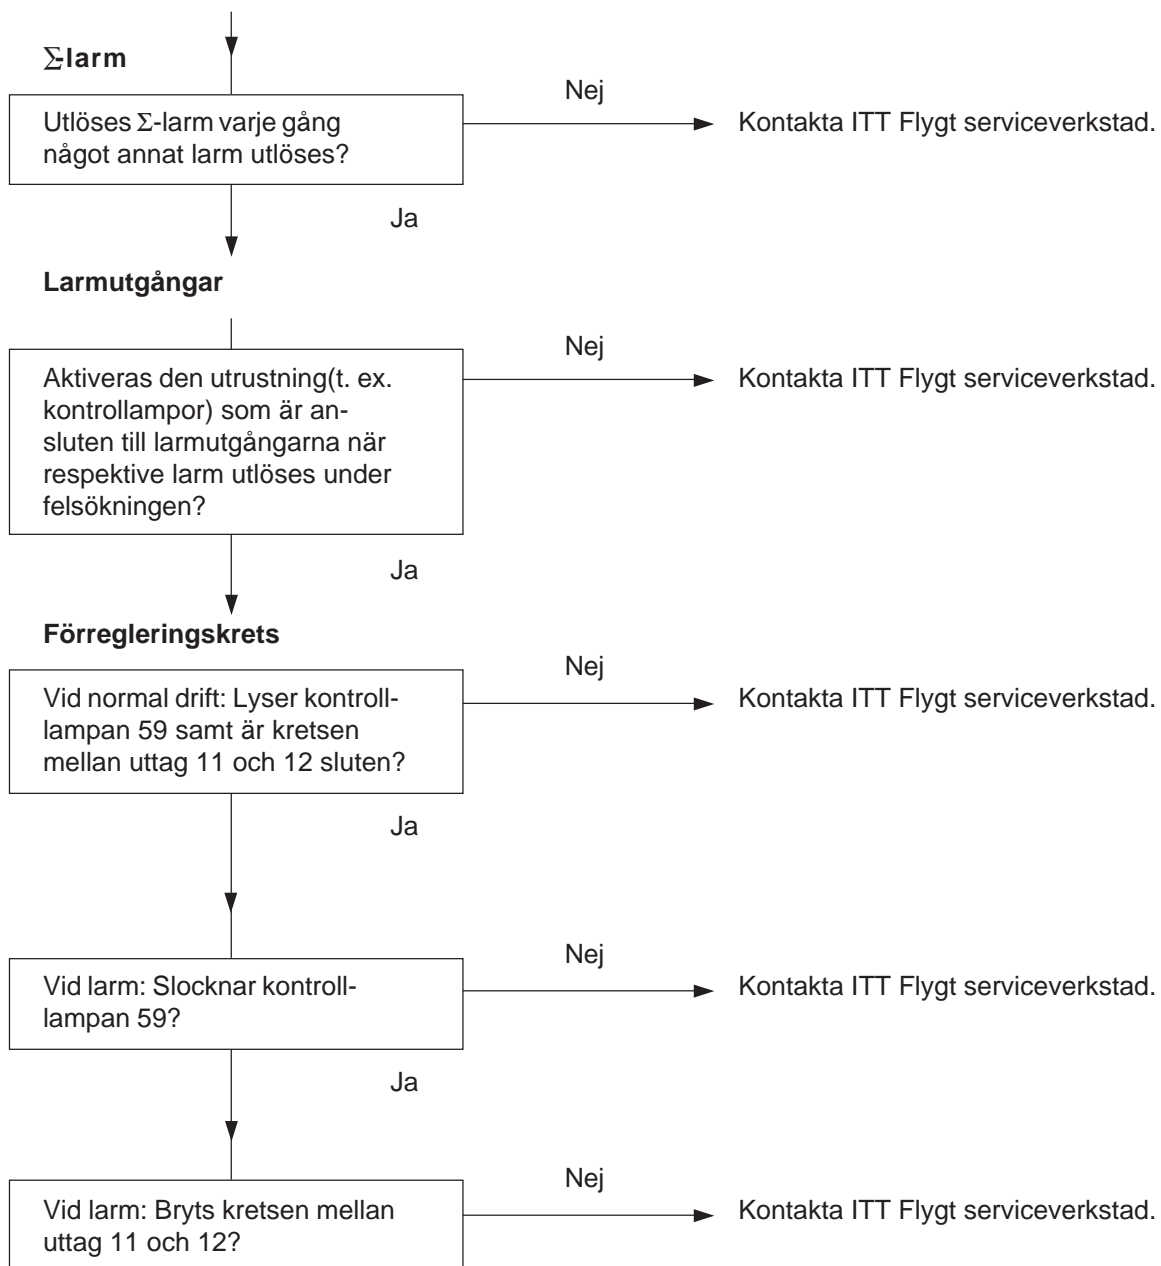 Σ-larm
Nej
Utlöses Σ-larm varje gång
något annat larm utlöses?
Kontakta ITT Flygt serviceverkstad.
Ja
Larmutgångar
Nej
Aktiveras den utrustning(t. ex.
kontrollampor) som är an-
sluten till larmutgångarna när
respektive larm utlöses under
felsökningen?
Kontakta ITT Flygt serviceverkstad.
Ja
Förregleringskrets
Nej
Vid normal drift: Lyser kontroll-
lampan 59 samt är kretsen
mellan uttag 11 och 12 sluten?
Kontakta ITT Flygt serviceverkstad.
Ja
Nej
Vid larm: Slocknar kontroll-
lampan 59?
Kontakta ITT Flygt serviceverkstad.
Ja
Nej
Vid larm: Bryts kretsen mellan
uttag 11 och 12?
Kontakta ITT Flygt serviceverkstad.